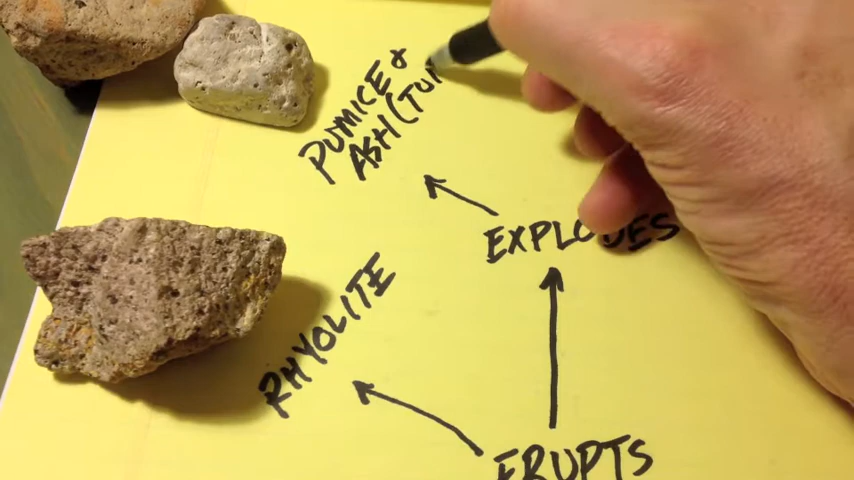 PUMICE &
ASH (TU
EXPLODES
RHYOLITE
ERUPTS